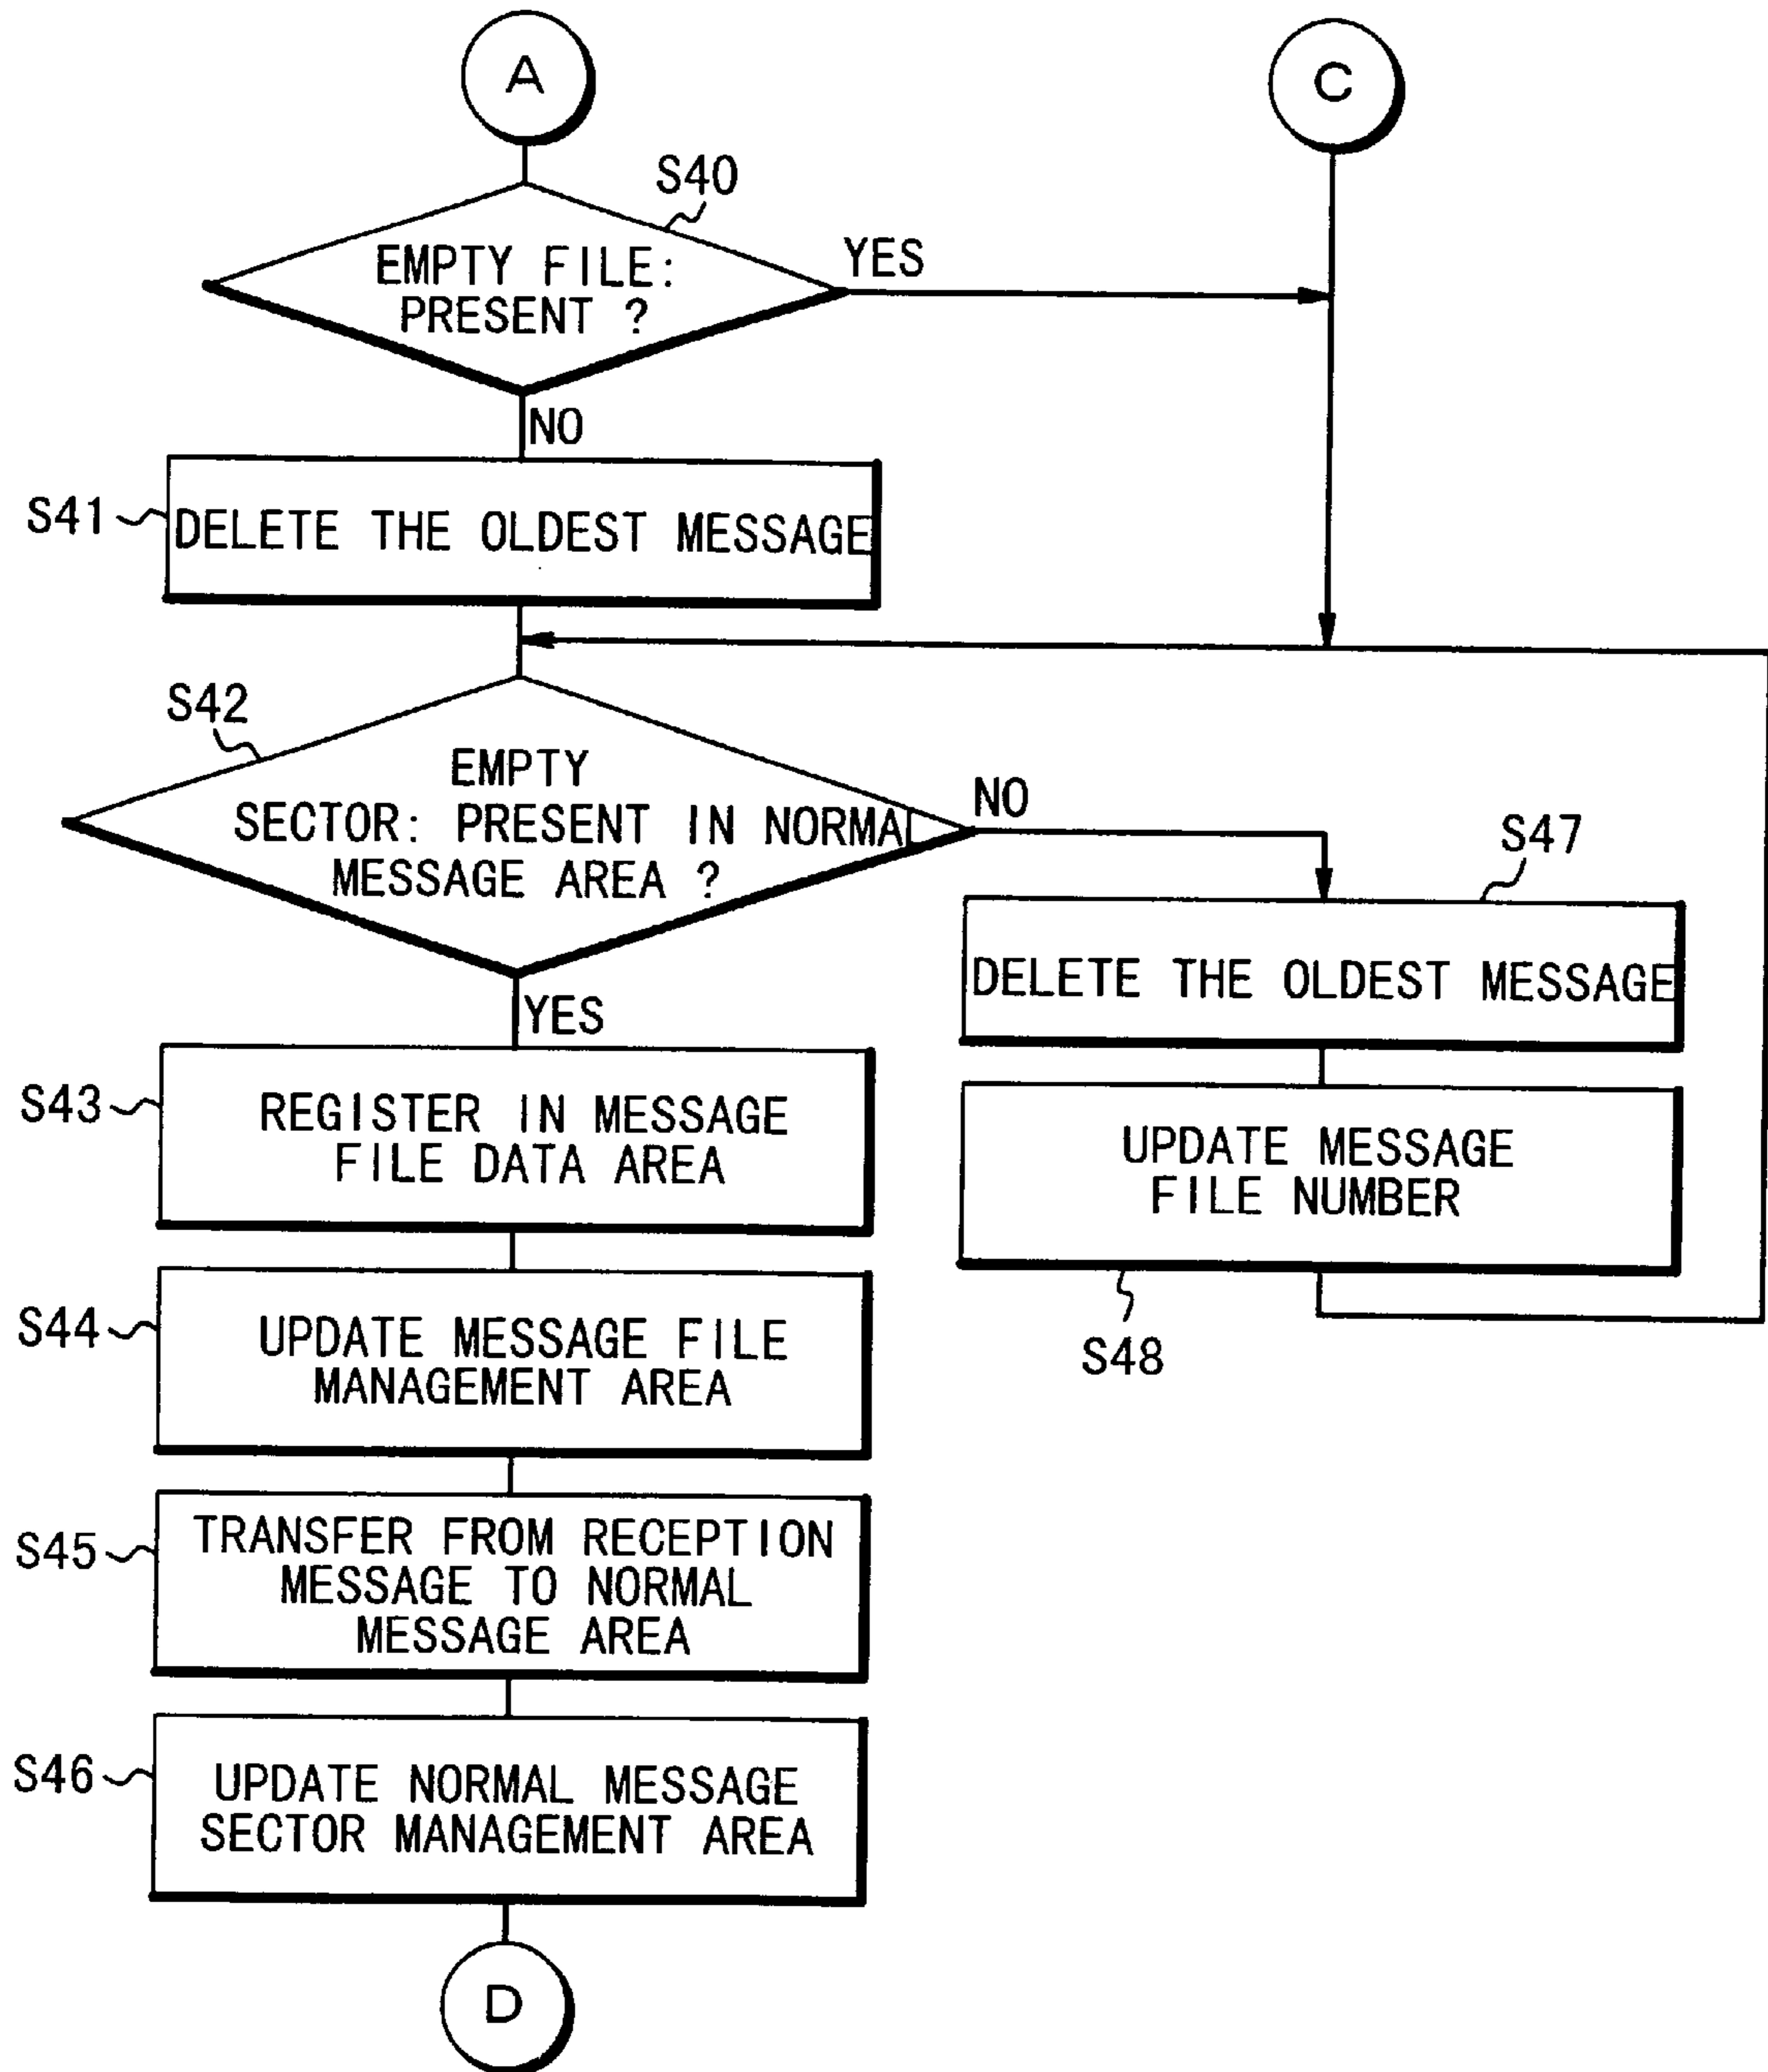 A
C
S40
EMPTY FILE:
PRESENT ?
YES
NO
S41
DELETE THE OLDEST MESSAGE
S42
EMPTY
SECTOR: PRESENT IN NORMAL
MESSAGE AREA ?
NO
YES
S47
DELETE THE OLDEST MESSAGE
S43
REGISTER IN MESSAGE
FILE DATA AREA
UPDATE MESSAGE
FILE NUMBER
S48
S44
UPDATE MESSAGE FILE
MANAGEMENT AREA
S45
TRANSFER FROM RECEPTION
MESSAGE TO NORMAL
MESSAGE AREA
S46
UPDATE NORMAL MESSAGE
SECTOR MANAGEMENT AREA
D